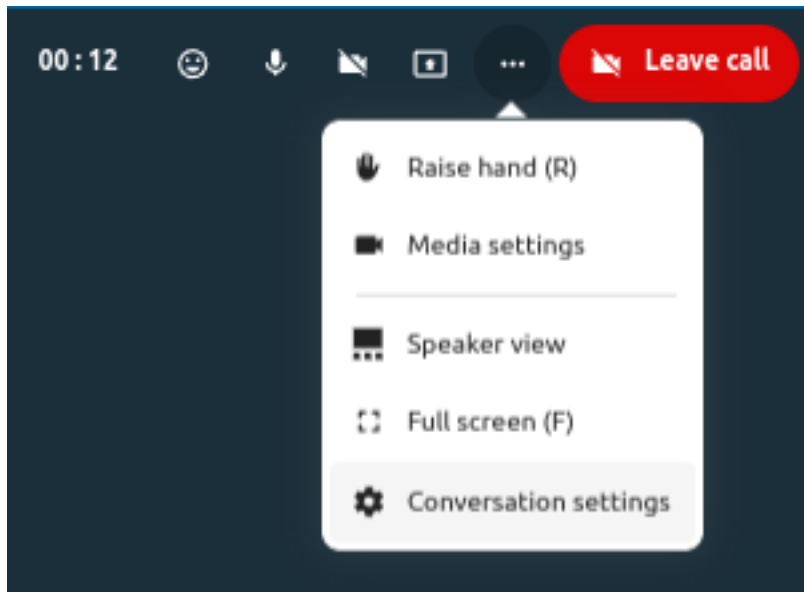 00 : 12
Leave call
Raise hand (R)
Media settings
Speaker view
Full screen (F)
Conversation settings